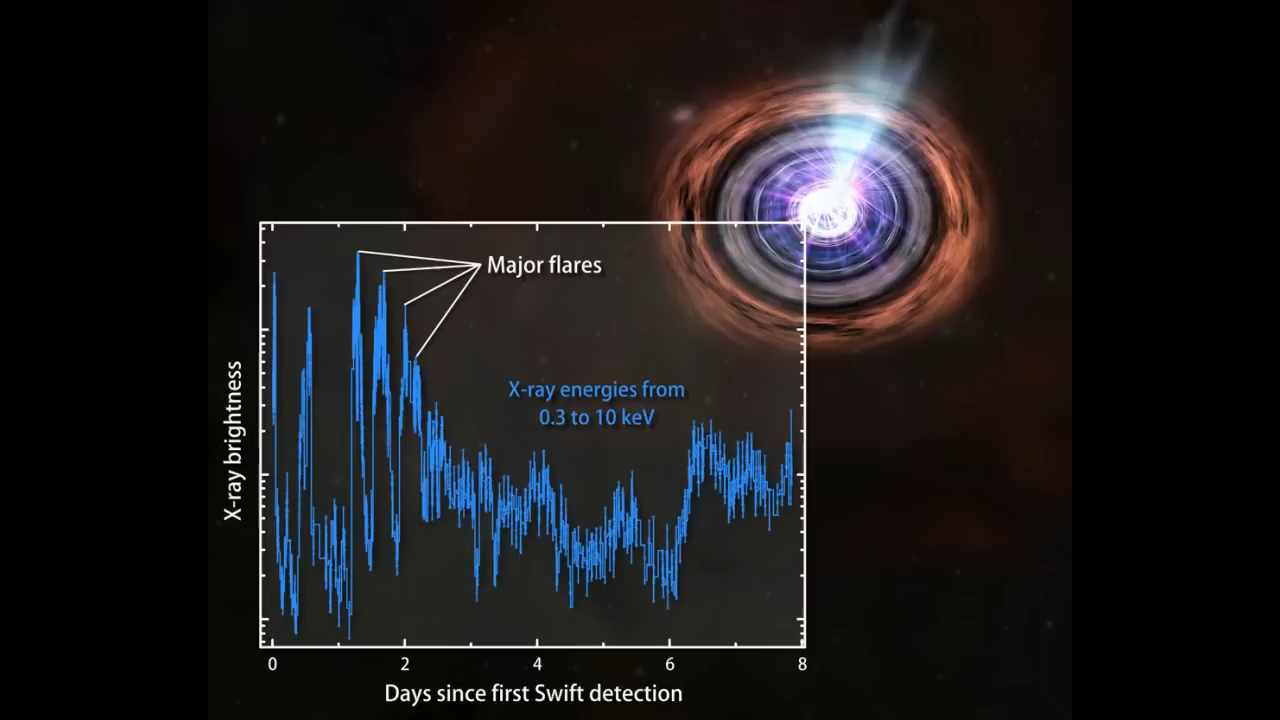 Major flares
X-ray energies from
0.3 to 10 keV
X-ray brightness
0 2 4 6 8
Days since first Swift detection